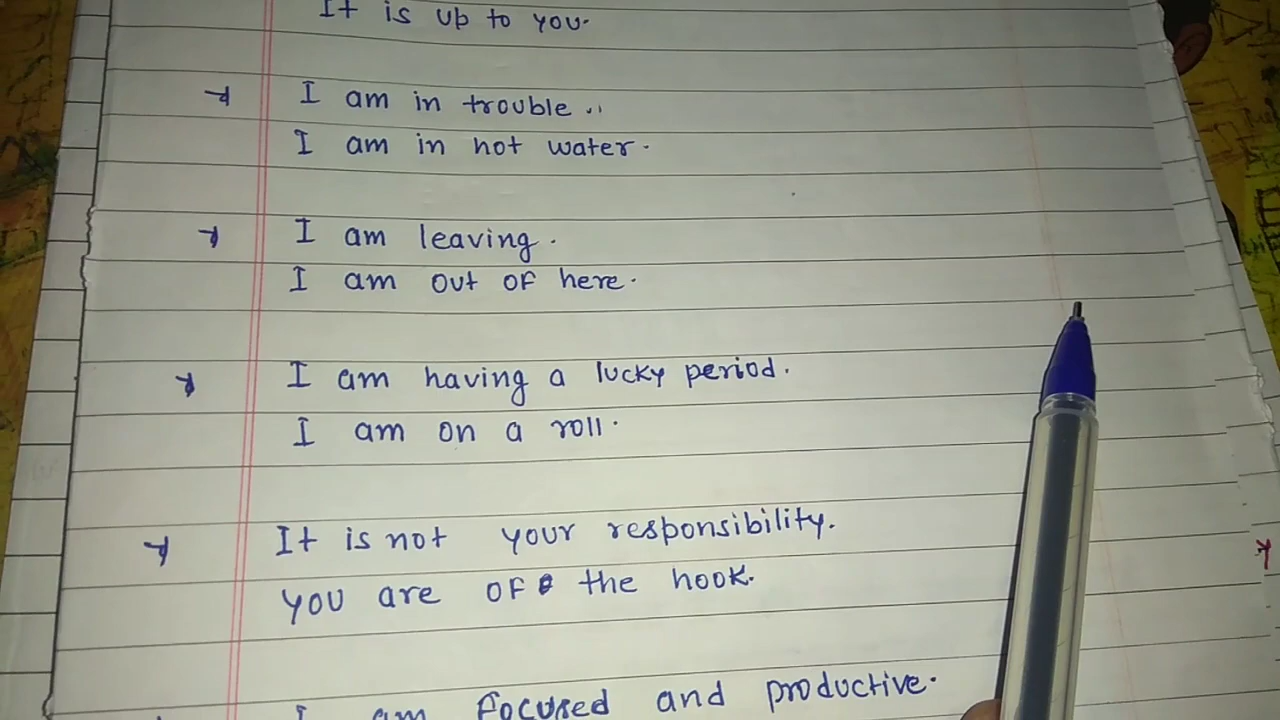 It is up to you.
I am in trouble..
I am in hot water.
I am leaving.
I am out of here.
I am having a lucky period.
I am on a roll.
It is not your responsibility.
You are of the hook.
I am focused and productive.